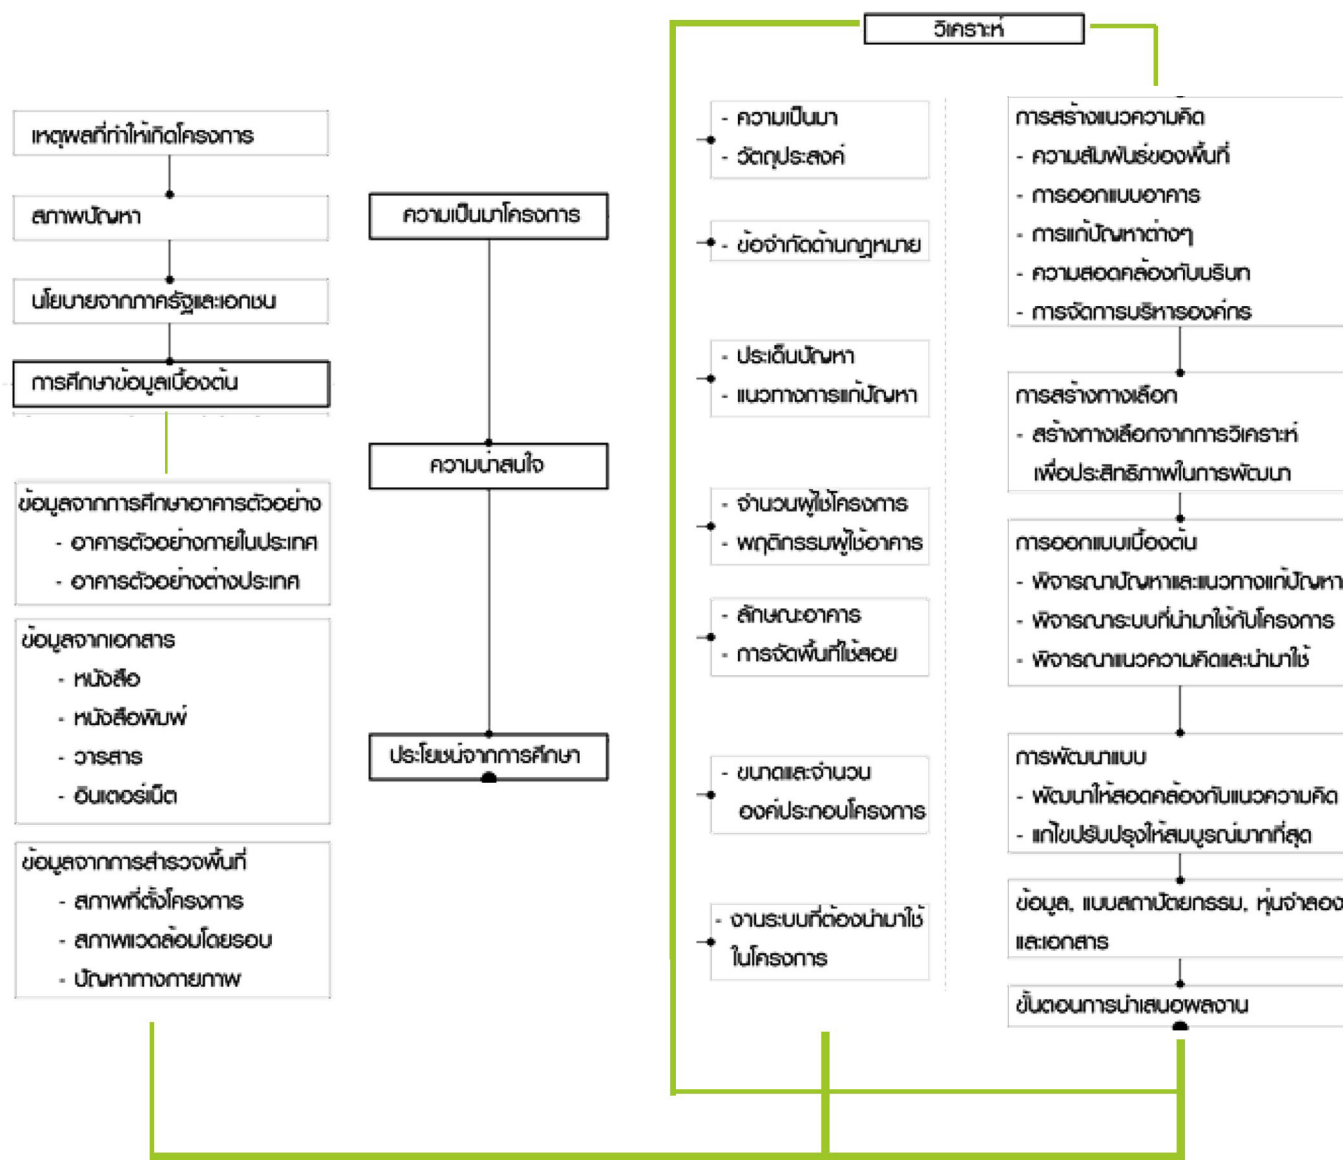 วิเคราะห์
เหตุผลที่ทำให้เกิดโครงการ
สภาพปัญหา
นโยบายจากภาครัฐและเอกชน
การศึกษาข้อมูลเบื้องต้น
ข้อมูลจากการศึกษาอาคารตัวอย่าง
- อาคารตัวอย่างภายในประเทศ
- อาคารตัวอย่างต่างประเทศ
ข้อมูลจากเอกสาร
- หนังสือ
- หนังสือพิมพ์
- วารสาร
- อินเตอร์เน็ต
ข้อมูลจากการสำรวจพื้นที่
- สภาพที่ตั้งโครงการ
- สภาพแวดล้อมโดยรอบ
- ปัญหาทางกายภาพ
ความเป็นมาโครงการ
ความน่าสนใจ
ประโยชน์จากการศึกษา
- ความเป็นมา
- วัตถุประสงค์
- ข้อจำกัดด้านกฎหมาย
- ประเด็นปัญหา
- แนวทางการแก้ปัญหา
- จำนวนผู้ใช้โครงการ
- พฤติกรรมผู้ใช้อาคาร
- ลักษณะอาคาร
- การจัดพื้นที่ใช้สอย
- ขนาดและจำนวน
องค์ประกอบโครงการ
- งานระบบที่ต้องนำมาใช้
ในโครงการ
การสร้างแนวความคิด
- ความสัมพันธ์ของพื้นที่
- การออกแบบอาคาร
- การแก้ปัญหาต่างๆ
- ความสอดคล้องกับบริบท
- การจัดการบริหารองค์กร
การสร้างทางเลือก
- สร้างทางเลือกจากการวิเคราะห์
เพื่อประสิทธิภาพในการพัฒนา
การออกแบบเบื้องต้น
- พิจารณาปัญหาและแนวทางแก้ปัญหา
- พิจารณาระบบที่นำมาใช้กับโครงการ
- พิจารณาแนวความคิดและนำมาใช้
การพัฒนาแบบ
- พัฒนาให้สอดคล้องกับแนวความคิด
- แก้ไขปรับปรุงให้สมบูรณ์มากที่สุด
ข้อมูล, แบบสถาปัตยกรรม, หุ่นจำลอง
และเอกสาร
ขั้นตอนการนำเสนอผลงาน